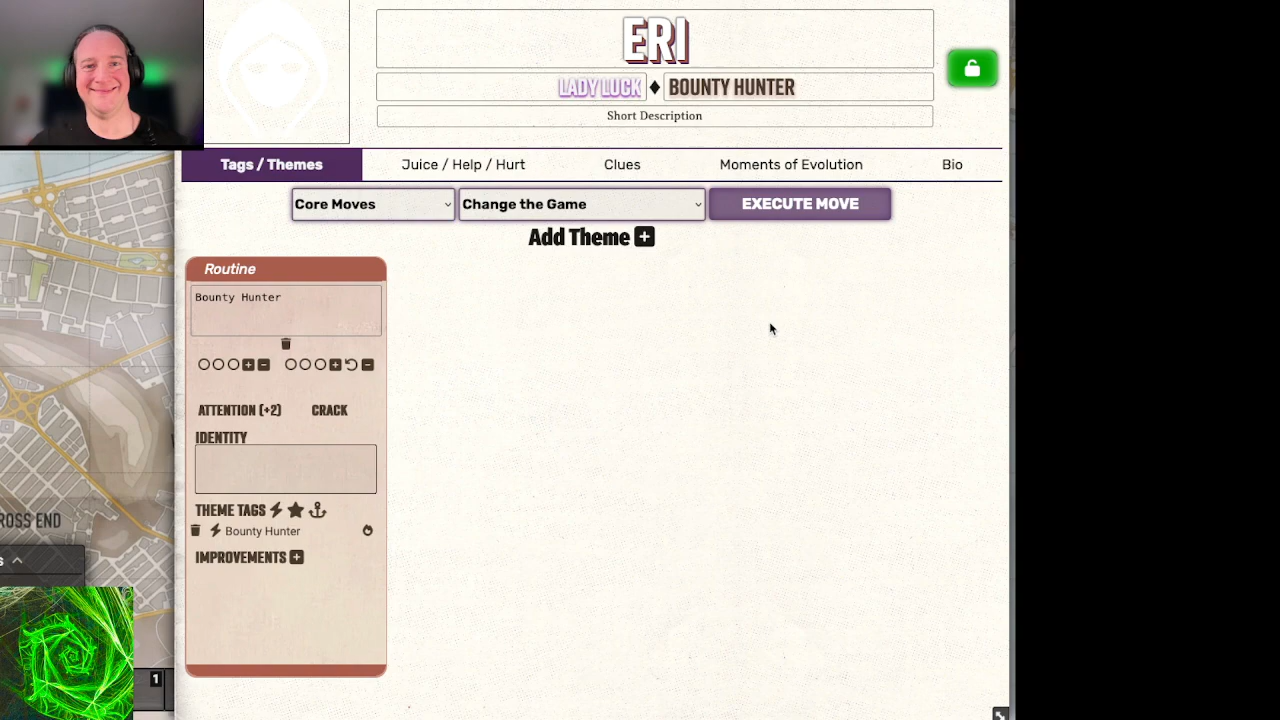 ERI
LADY LUCK ♦ BOUNTY HUNTER
Short Description
Tags / Themes Juice / Help / Hurt Clues Moments of Evolution Bio
Core Moves Change the Game EXECUTE MOVE
Add Theme
Routine
Bounty Hunter
ATTENTION (+2) CRACK
IDENTITY
THEME TAGS
Bounty Hunter
IMPROVEMENTS
ROSS END
s
1